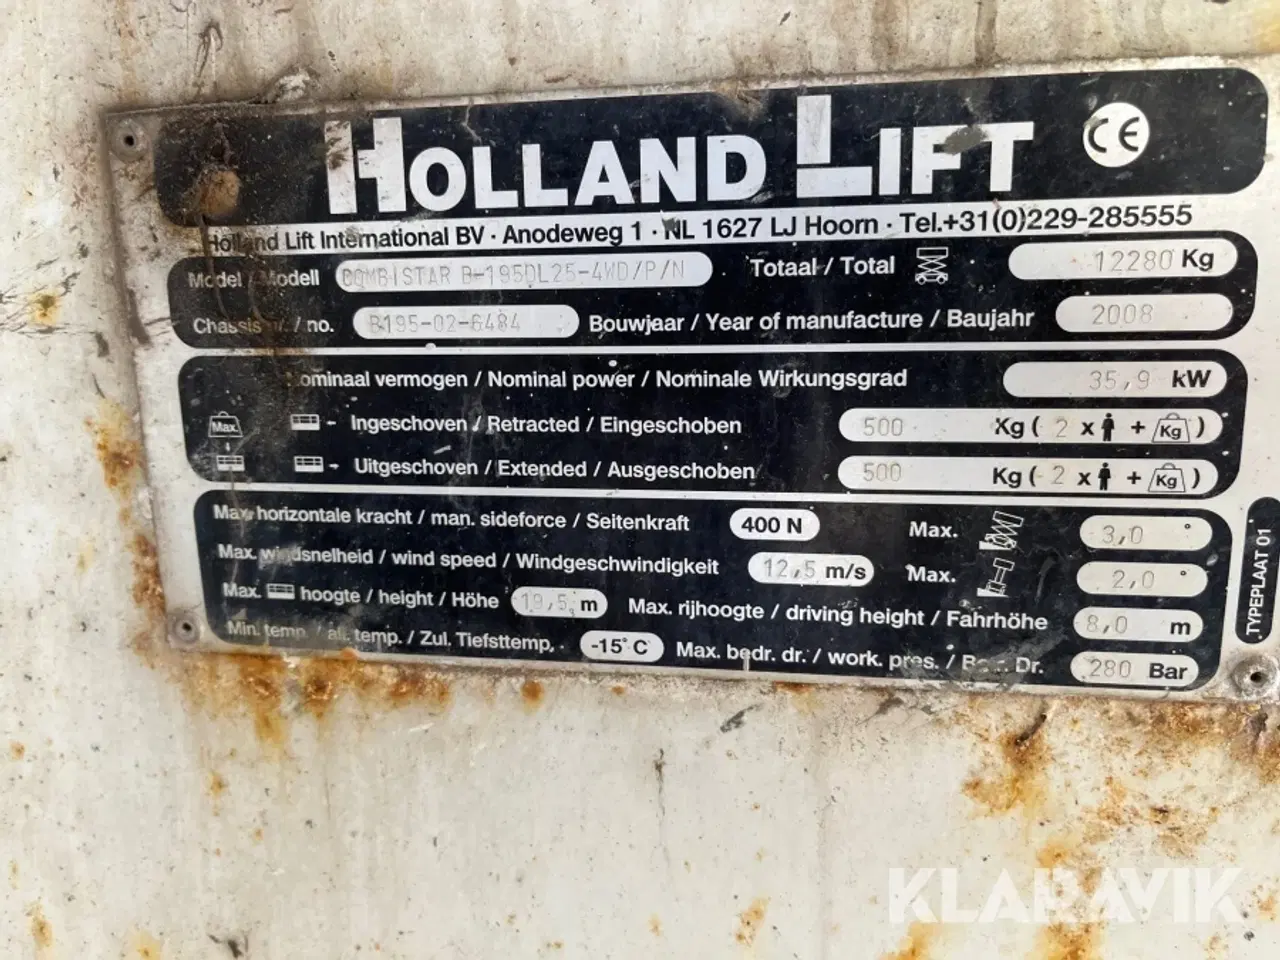 HOLLAND LIFT CE
Holland Lift International BV · Anodeweg 1 · NL 1627 LJ Hoorn · Tel.+31(0)229-285555
Model / Modell COMBISTAR B-195DL25-4WD/P/N Totaal / Total 12280 Kg
Chassis nr. / no. B195-02-6484 Bouwjaar / Year of manufacture / Baujahr 2008
Nominaal vermogen / Nominal power / Nominale Wirkungsgrad 35,9 kW
Max. - Ingeschoven / Retracted / Eingeschoben 500 Kg ( 2 x + Kg )
- Uitgeschoven / Extended / Ausgeschoben 500 Kg ( 2 x + Kg )
Max. horizontale kracht / man. sideforce / Seitenkraft 400 N Max. 3,0 °
Max. windsnelheid / wind speed / Windgeschwindigkeit 12,5 m/s Max. 2,0 °
Max. hoogte / height / Höhe 19,5 m Max. rijhoogte / driving height / Fahrhöhe 8,0 m
Min. temp. / all. temp. / Zul. Tiefsttemp. -15°C Max. bedr. dr. / work. pres. / Betr. Dr. 280 Bar
TYPEPLAAT 01
KLARAVIK